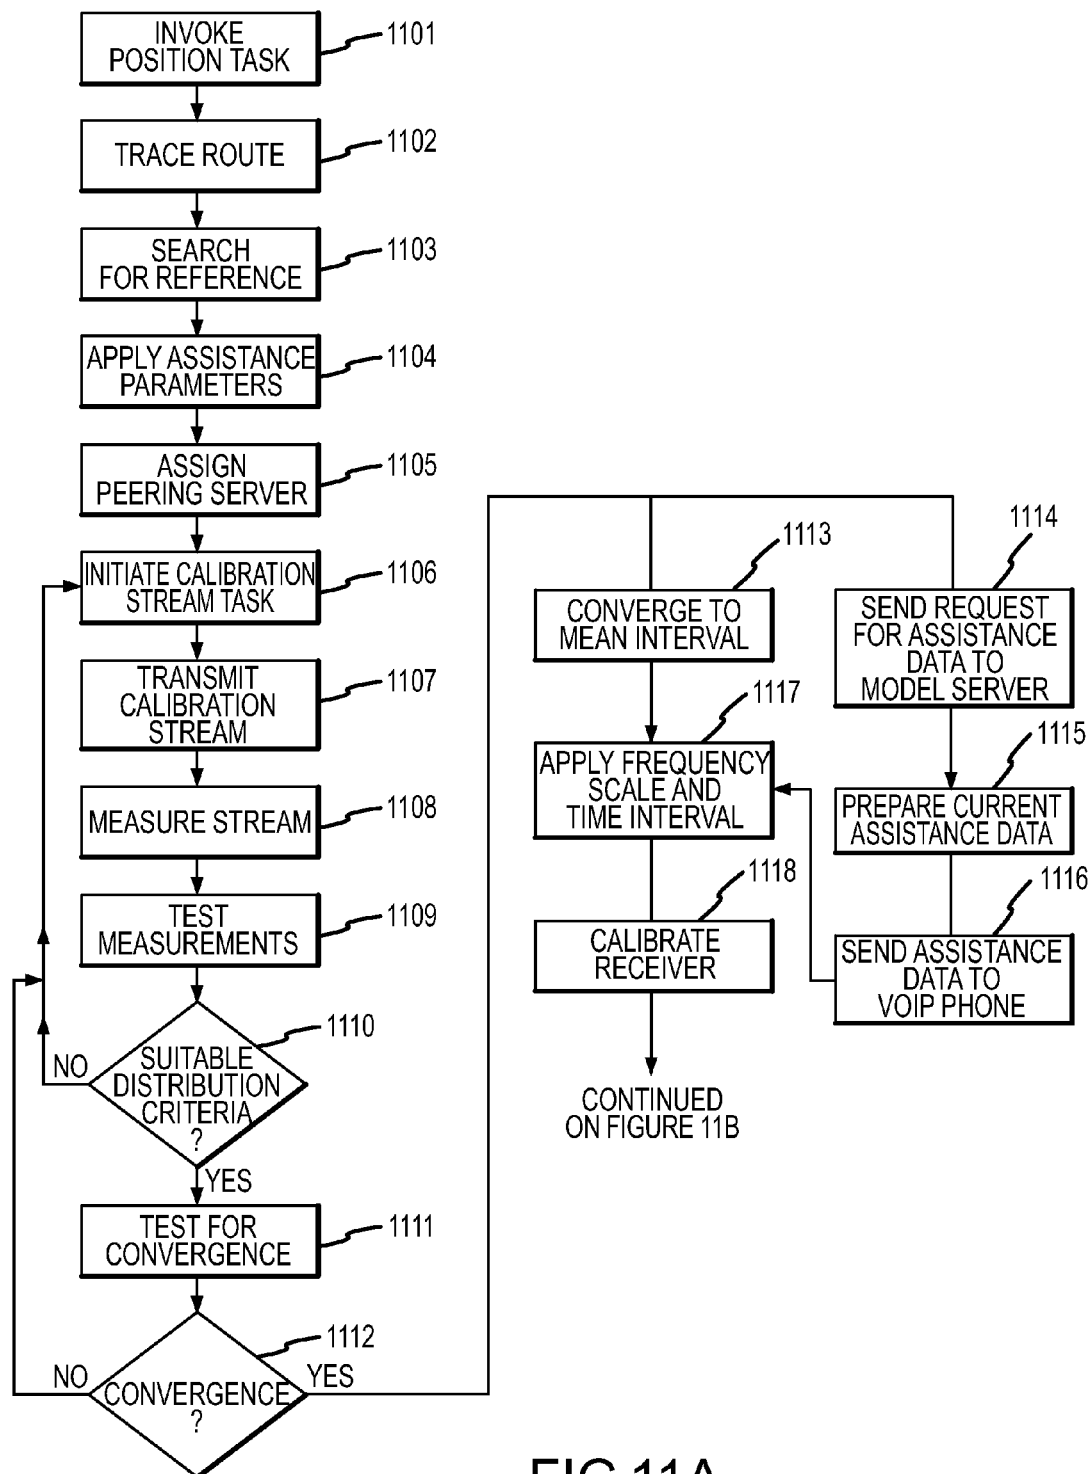 INVOKE
POSITION TASK
1101
TRACE ROUTE
1102
SEARCH
FOR REFERENCE
1103
APPLY ASSISTANCE
PARAMETERS
1104
ASSIGN
PEERING SERVER
1105
INITIATE CALIBRATION
STREAM TASK
1106
TRANSMIT
CALIBRATION
STREAM
1107
MEASURE STREAM
1108
TEST
MEASUREMENTS
1109
SUITABLE
DISTRIBUTION
CRITERIA
?
1110
NO
YES
TEST FOR
CONVERGENCE
1111
CONVERGENCE
?
1112
NO
YES
CONVERGE TO
MEAN INTERVAL
1113
SEND REQUEST
FOR ASSISTANCE
DATA TO
MODEL SERVER
1114
PREPARE CURRENT
ASSISTANCE DATA
1115
SEND ASSISTANCE
DATA TO
VOIP PHONE
1116
APPLY FREQUENCY
SCALE AND
TIME INTERVAL
1117
CALIBRATE
RECEIVER
1118
CONTINUED
ON FIGURE 11B
FIG.11A